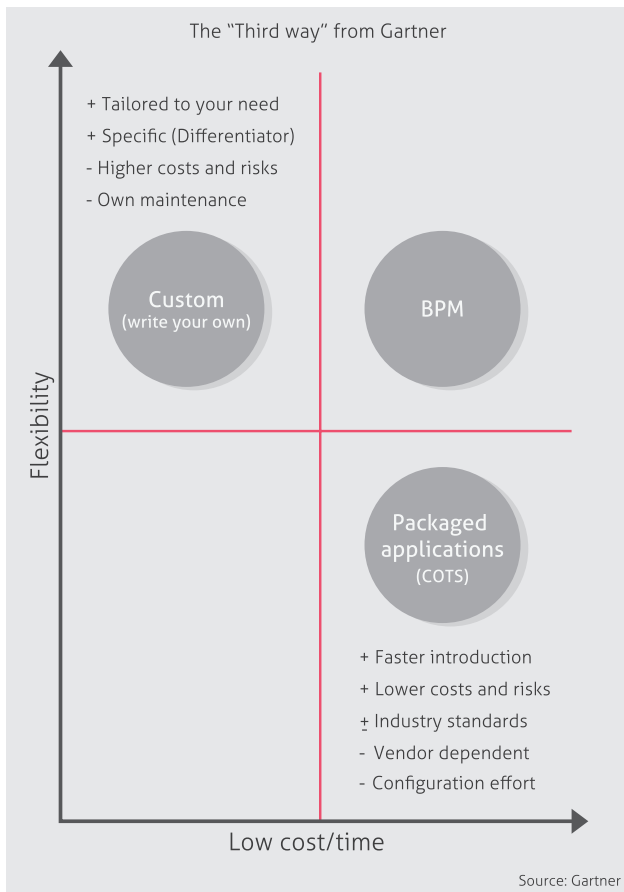 The “Third way” from Gartner
+ Tailored to your need
+ Specific (Differentiator)
- Higher costs and risks
- Own maintenance
Custom
(write your own)
BPM
Flexibility
Packaged
applications
(COTS)
+ Faster introduction
+ Lower costs and risks
± Industry standards
- Vendor dependent
- Configuration effort
Low cost/time
Source: Gartner